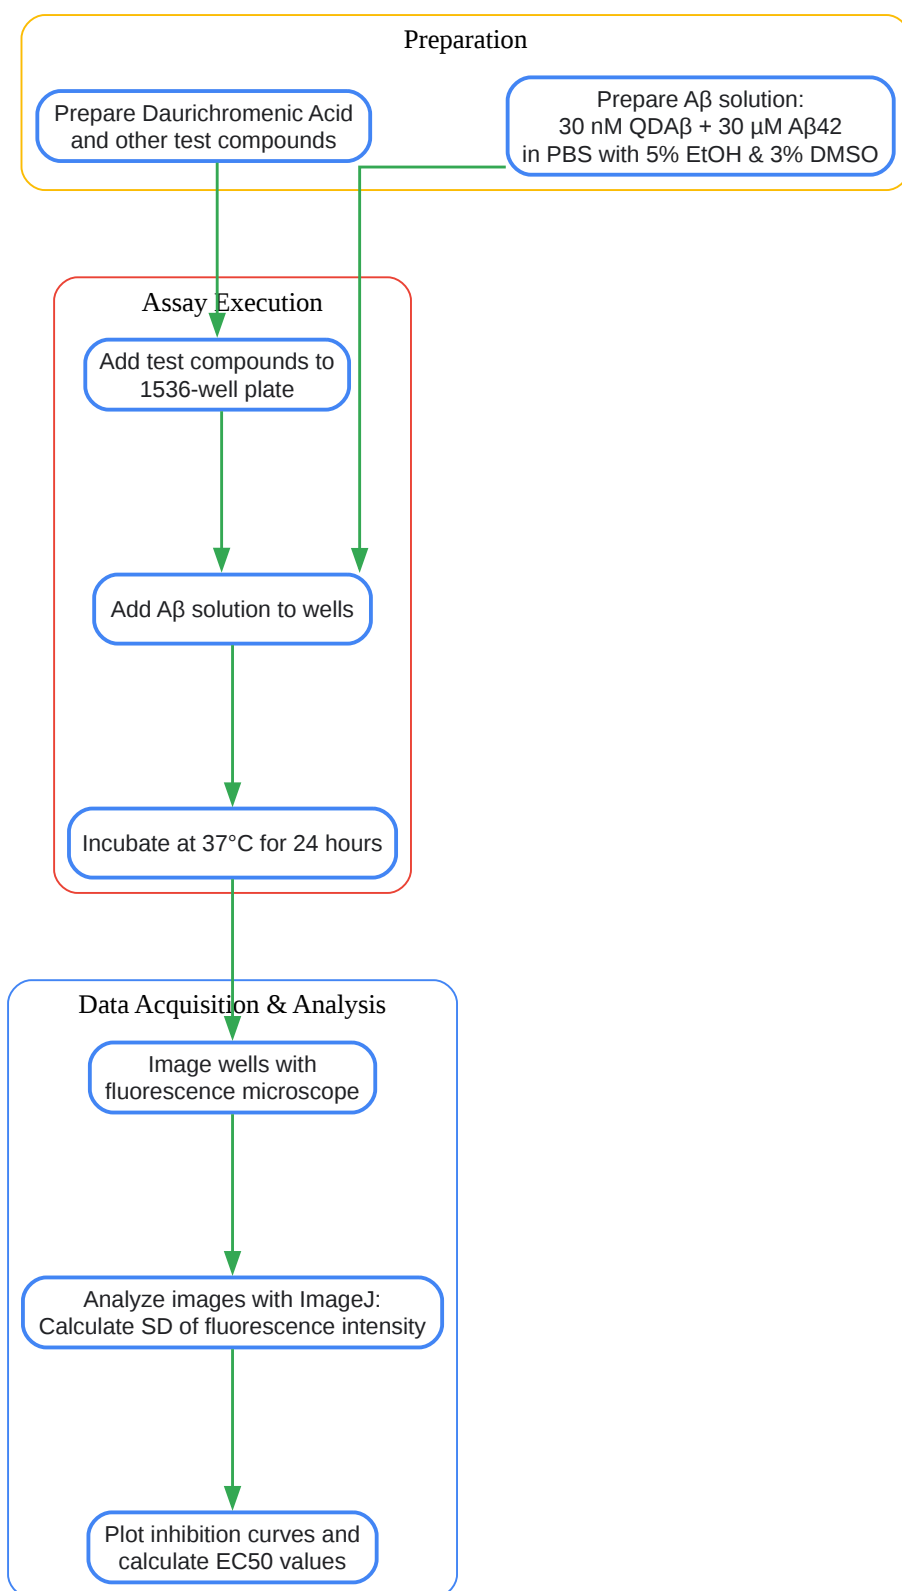 Preparation
Prepare Daurichromenic Acid
and other test compounds
Prepare Aβ solution:
30 nM QDAβ + 30 µM Aβ42
in PBS with 5% EtOH & 3% DMSO
Assay Execution
Add test compounds to
1536-well plate
Add Aβ solution to wells
Incubate at 37°C for 24 hours
Data Acquisition & Analysis
Image wells with
fluorescence microscope
Analyze images with ImageJ:
Calculate SD of fluorescence intensity
Plot inhibition curves and
calculate EC50 values